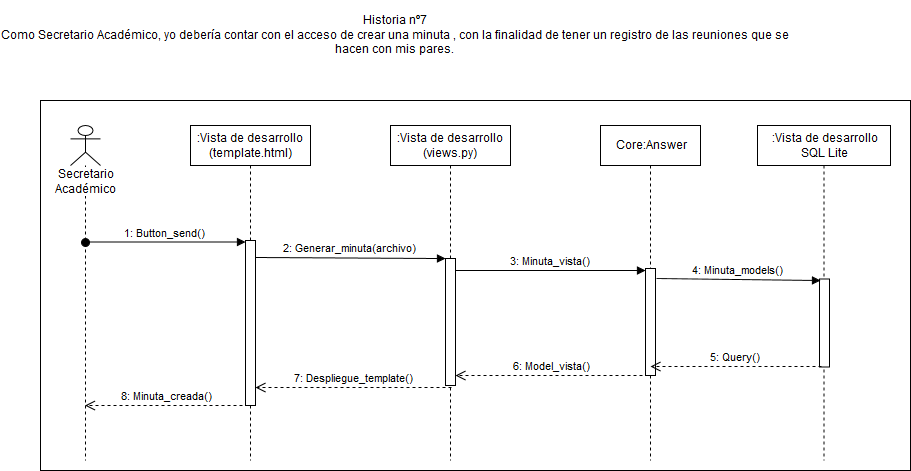 Historia nº7
Como Secretario Académico, yo debería contar con el acceso de crear una minuta , con la finalidad de tener un registro de las reuniones que se
hacen con mis pares.
:Vista de desarrollo
(template.html)
:Vista de desarrollo
(views.py)
Core:Answer
:Vista de desarrollo
SQL Lite
Secretario
Académico
1: Button_send()
2: Generar_minuta(archivo)
3: Minuta_vista()
4: Minuta_models()
5: Query()
6: Model_vista()
7: Despliegue_template()
8: Minuta_creada()